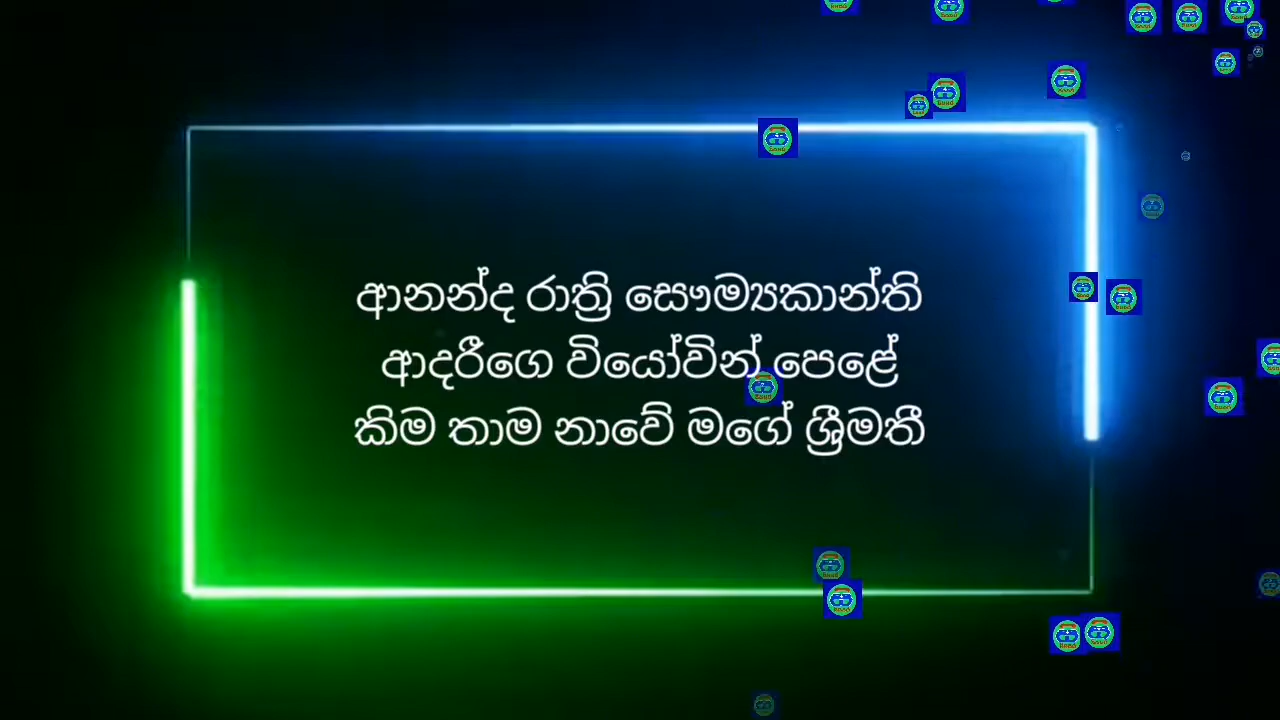 ආනන්ද රාත්‍රි සෞම්‍යකාන්ති
ආදරීගෙ වියෝවින් පෙළේ
කිම තාම නාවේ මගේ ශ්‍රීමතී